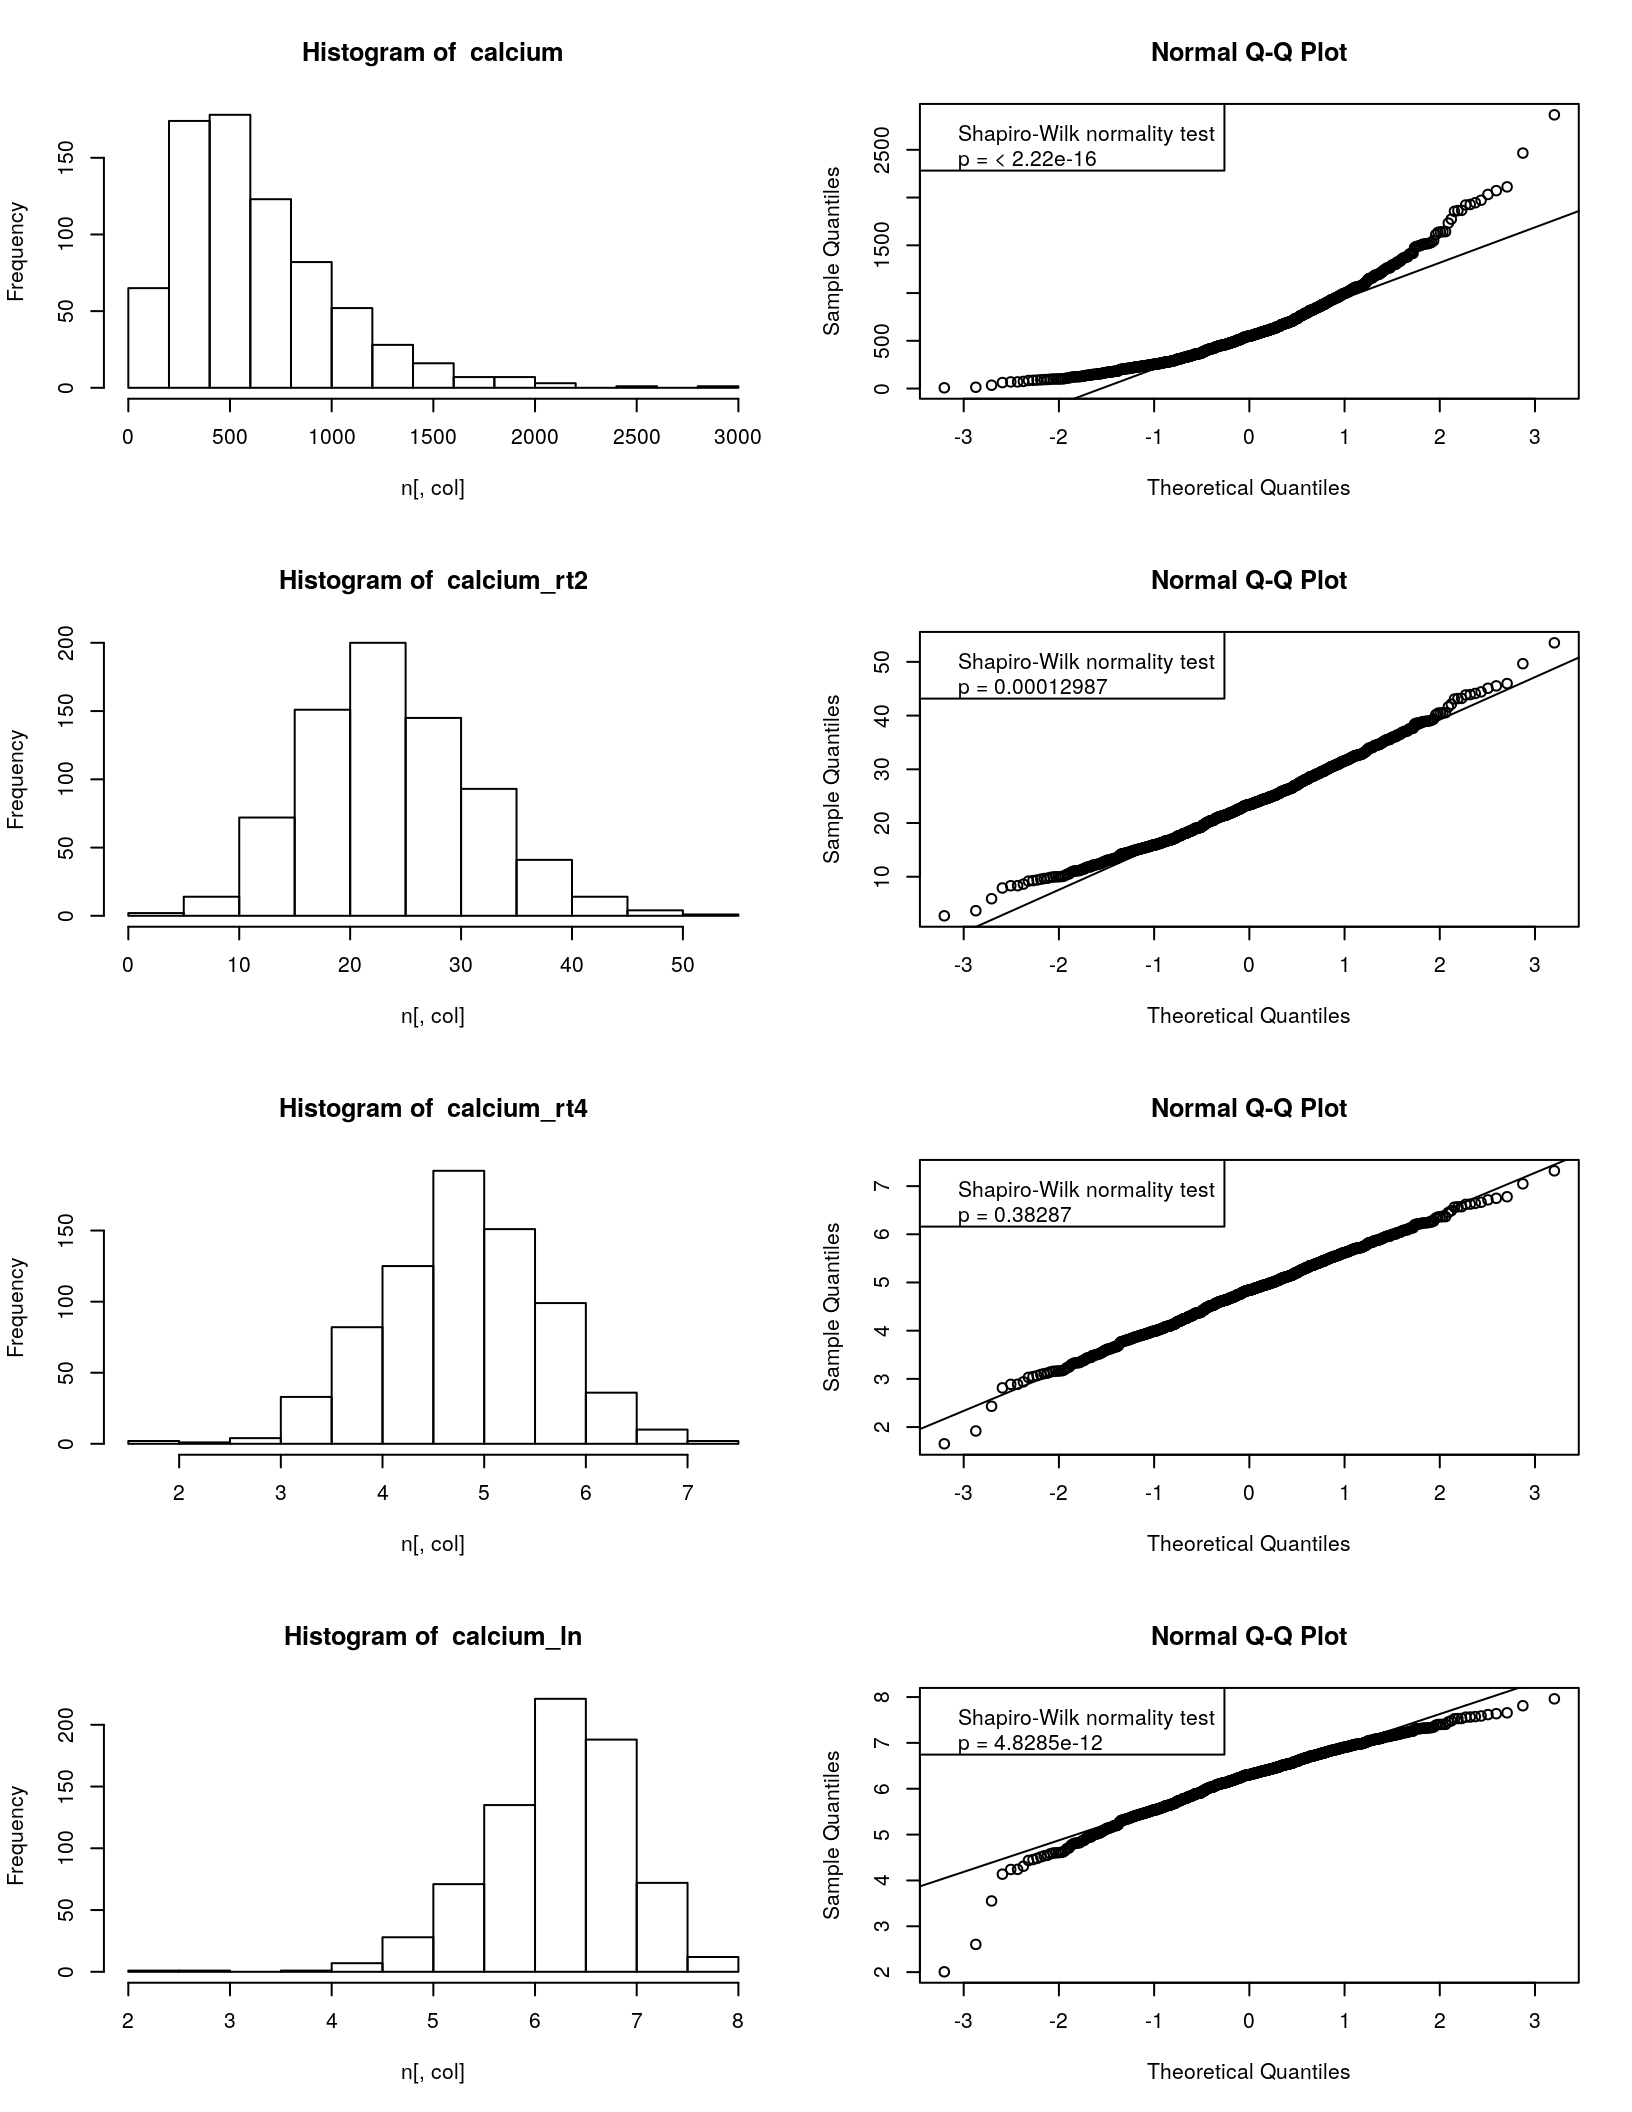 Histogram of  calcium
Frequency
0 50 100 150
0 500 1000 1500 2000 2500 3000
n[, col]
Normal Q-Q Plot
Shapiro-Wilk normality test
p = < 2.22e-16
Sample Quantiles
0 500 1500 2500
-3 -2 -1 0 1 2 3
Theoretical Quantiles
Histogram of  calcium_rt2
Frequency
0 50 100 150 200
0 10 20 30 40 50
n[, col]
Normal Q-Q Plot
Shapiro-Wilk normality test
p = 0.00012987
Sample Quantiles
10 20 30 40 50
-3 -2 -1 0 1 2 3
Theoretical Quantiles
Histogram of  calcium_rt4
Frequency
0 50 100 150
2 3 4 5 6 7
n[, col]
Normal Q-Q Plot
Shapiro-Wilk normality test
p = 0.38287
Sample Quantiles
2 3 4 5 6 7
-3 -2 -1 0 1 2 3
Theoretical Quantiles
Histogram of  calcium_ln
Frequency
0 50 100 150 200
2 3 4 5 6 7 8
n[, col]
Normal Q-Q Plot
Shapiro-Wilk normality test
p = 4.8285e-12
Sample Quantiles
2 3 4 5 6 7 8
-3 -2 -1 0 1 2 3
Theoretical Quantiles